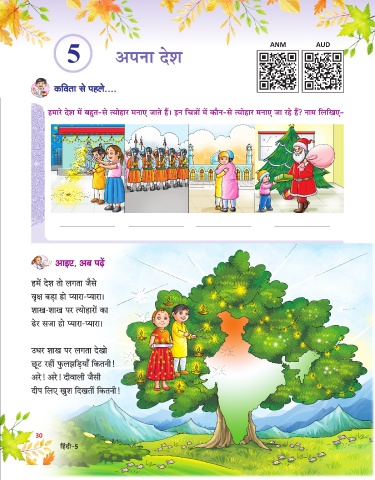 5
अपना देश
ANM
AUD
कविता से पहले....
हमारे देश में बहुत-से त्योहार मनाए जाते हैं। इन चित्रों में कौन-से त्योहार मनाए जा रहे हैं? नाम लिखिए–
आइए, अब पढ़ें
हमें देश तो लगता जैसे
वृक्ष बड़ा हो प्यारा-प्यारा।
शाख-शाख पर त्योहारों का
ढेर सजा हो प्यारा-प्यारा।
उधर शाख पर लगता देखो
छूट रहीं फुलझड़ियाँ कितनी!
अरे! अरे! दीवाली जैसी
दीप लिए खुश दिखतीं कितनी!
30
हिंदी-5